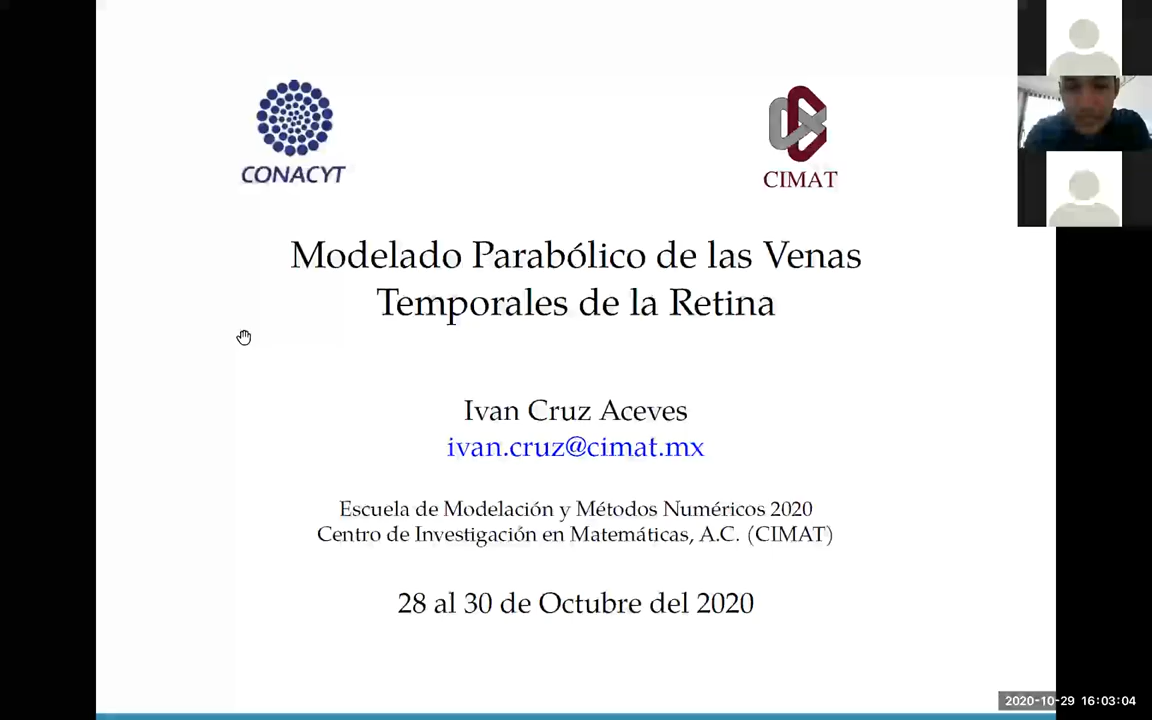 CONACYT
CIMAT
Modelado Parabólico de las Venas
Temporales de la Retina
Ivan Cruz Aceves
ivan.cruz@cimat.mx
Escuela de Modelación y Métodos Numéricos 2020
Centro de Investigación en Matemáticas, A.C. (CIMAT)
28 al 30 de Octubre del 2020
2020-10-29 16:03:04